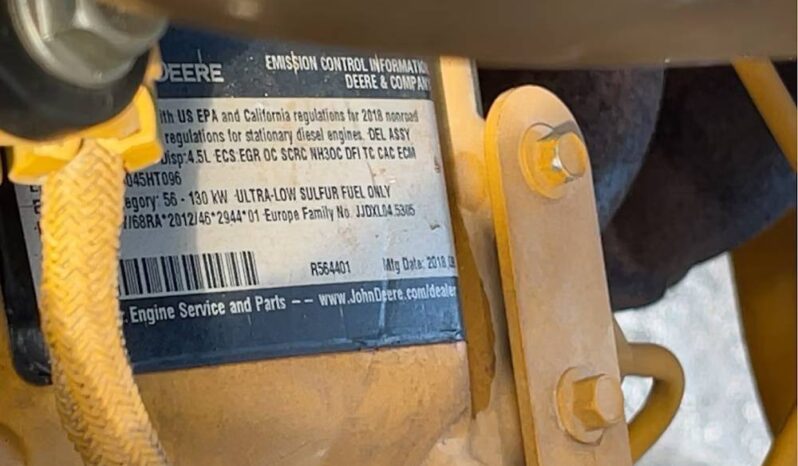 DEERE
EMISSION CONTROL INFORMATION
DEERE & COMPANY
with US EPA and California regulations for 2018 nonroad
regulations for stationary diesel engines. DEL ASSY
Disp:4.5L ECS:EGR OC SCRC NH3OC DFI TC CAC ECM
045HT096
egory: 56 - 130 kW ULTRA-LOW SULFUR FUEL ONLY
/68RA*2012/46*2944*01 Europe Family No. JJDXL04.5305
R564401 Mfg Date: 2018
Engine Service and Parts -- www.JohnDeere.com/dealer